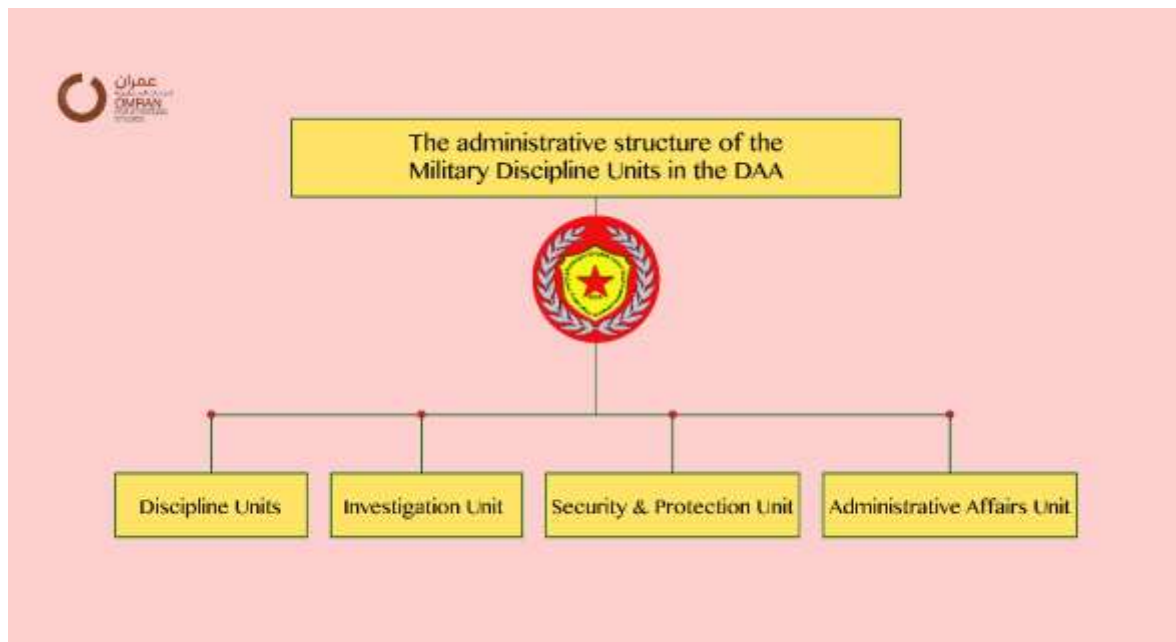 عمران
OMRAN
The administrative structure of the
Military Discipline Units in the DAA
Discipline Units
Investigation Unit
Security & Protection Unit
Administrative Affairs Unit